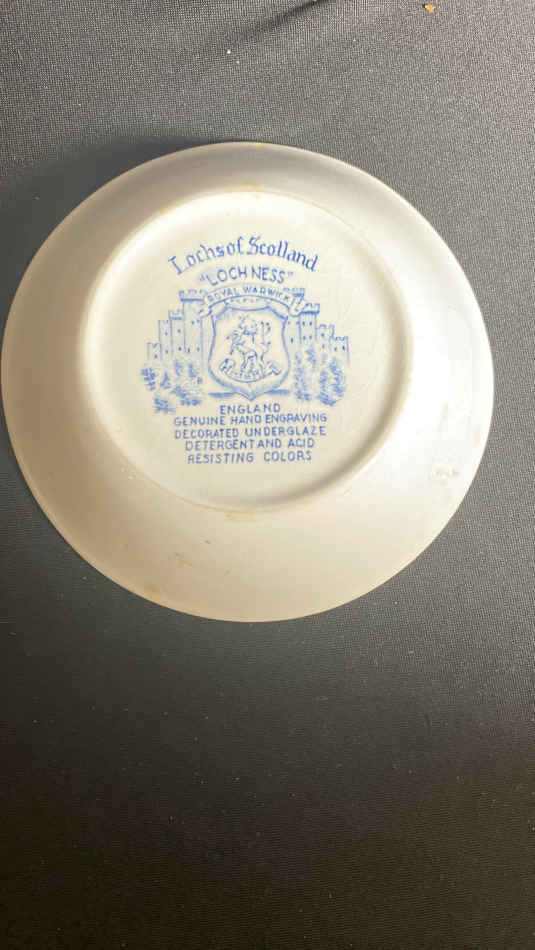 Lochs of Scotland
"LOCH NESS"
ROYAL WARWICK
ENGLAND
GENUINE HAND ENGRAVING
DECORATED UNDERGLAZE
DETERGENT AND ACID
RESISTING COLORS